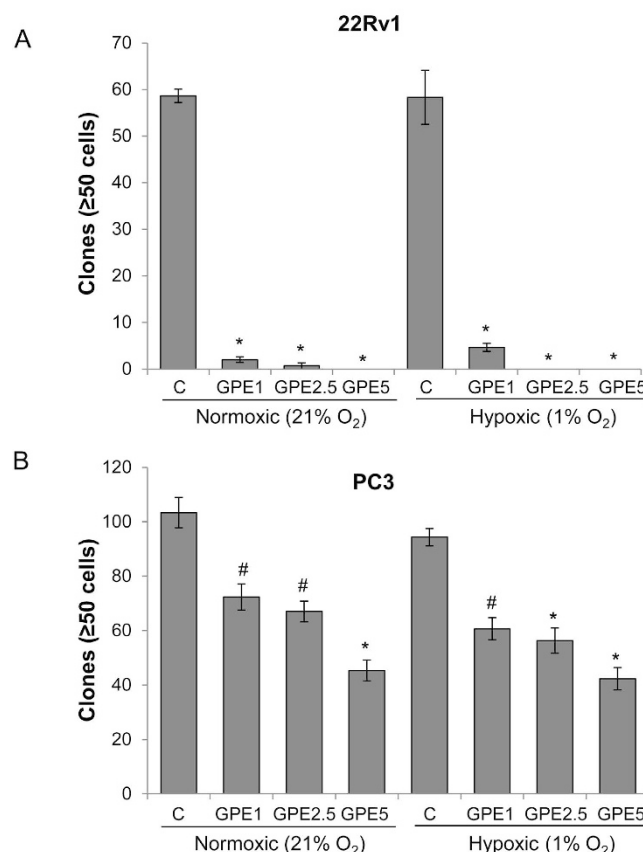 A
22Rv1
Clones (≥50 cells)
70
60
50
40
30
20
10
0
* * * * * *
C GPE1 GPE2.5 GPE5 C GPE1 GPE2.5 GPE5
Normoxic (21% O₂) Hypoxic (1% O₂)
B
PC3
Clones (≥50 cells)
120
100
80
60
40
20
0
# # * # * *
C GPE1 GPE2.5 GPE5 C GPE1 GPE2.5 GPE5
Normoxic (21% O₂) Hypoxic (1% O₂)